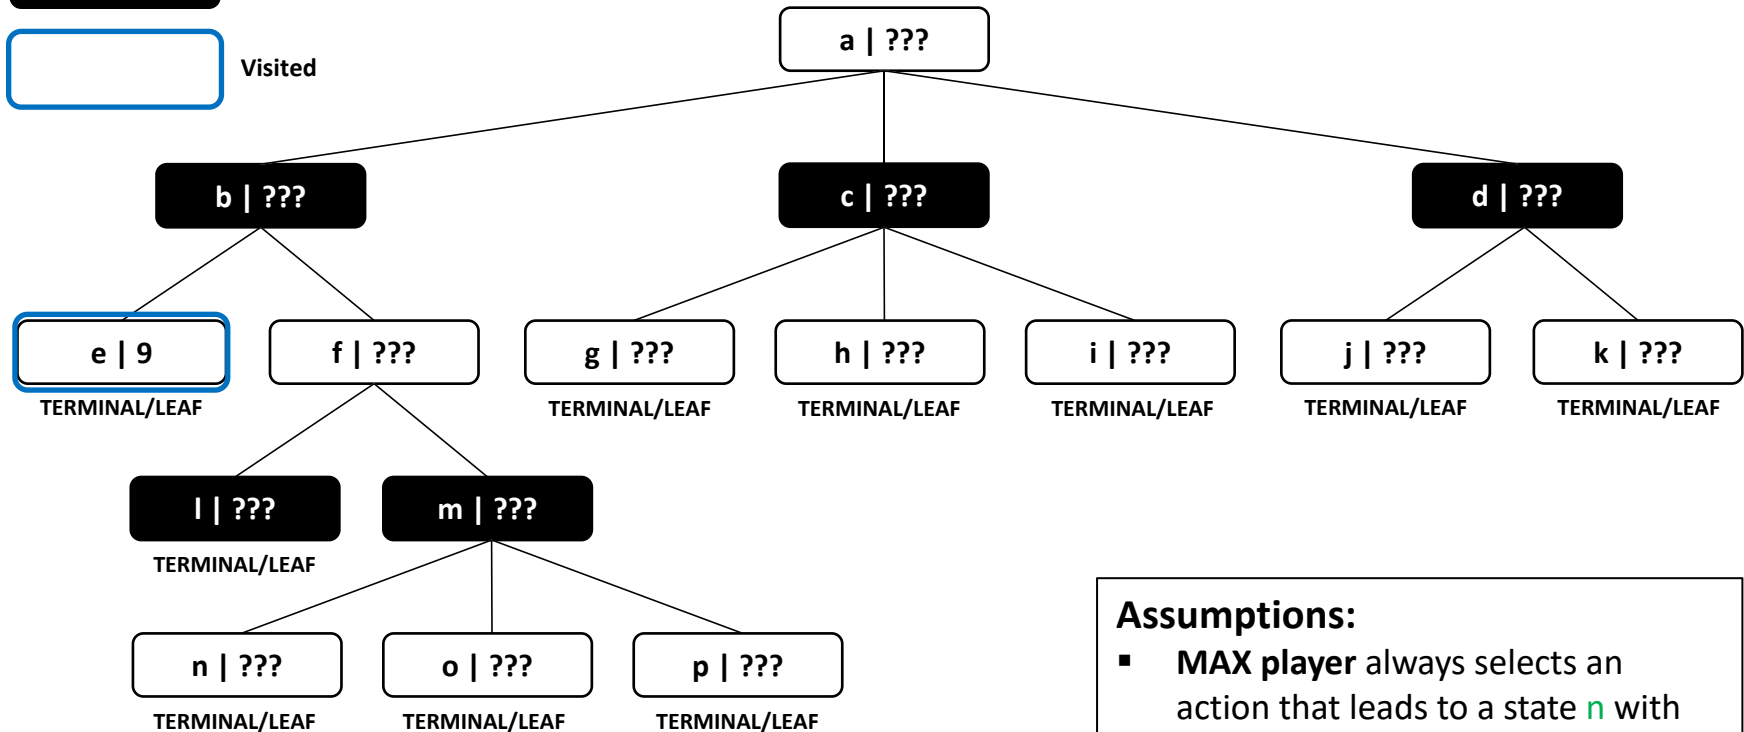 a | ???
Visited
b | ???
c | ???
d | ???
e | 9
f | ???
g | ???
h | ???
i | ???
j | ???
k | ???
TERMINAL/LEAF
TERMINAL/LEAF
TERMINAL/LEAF
TERMINAL/LEAF
TERMINAL/LEAF
TERMINAL/LEAF
l | ???
m | ???
TERMINAL/LEAF
n | ???
o | ???
p | ???
TERMINAL/LEAF
TERMINAL/LEAF
TERMINAL/LEAF
Assumptions:
▪ MAX player always selects an
action that leads to a state n with